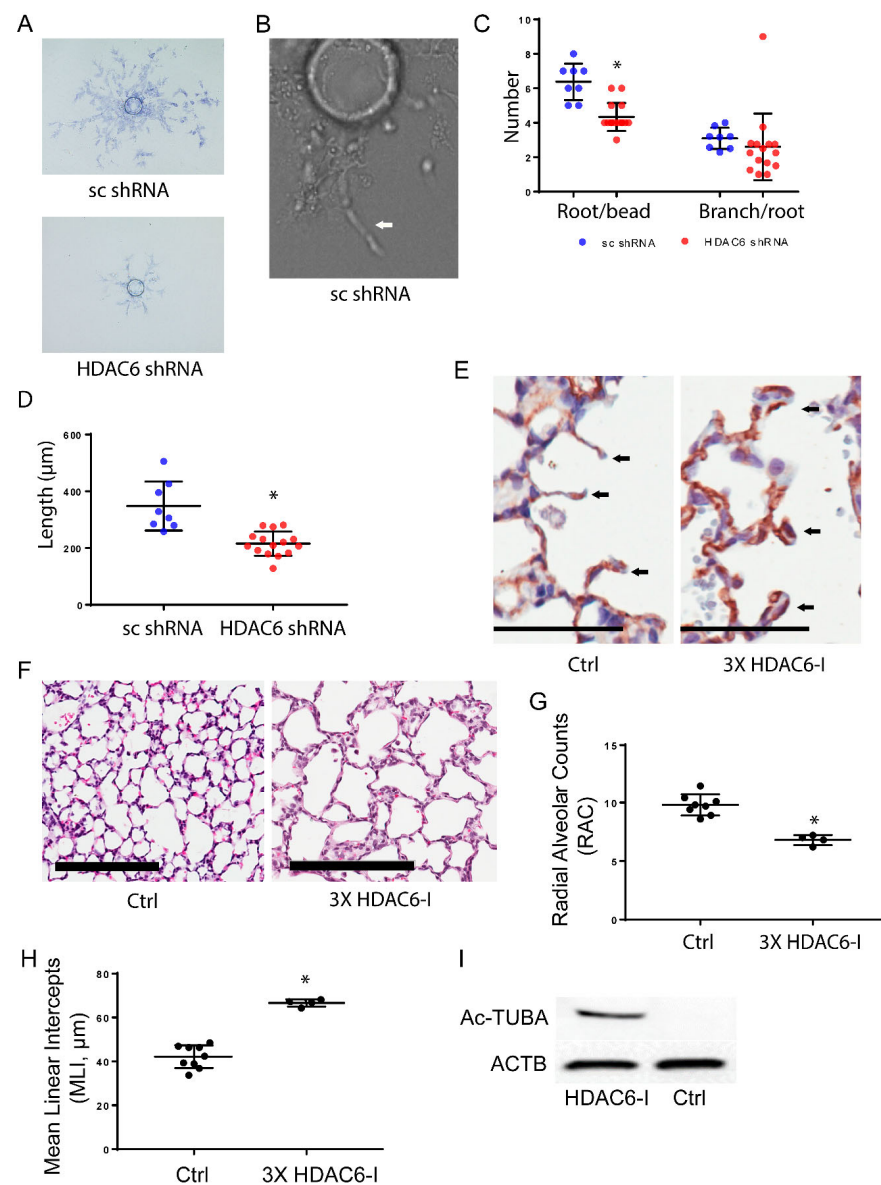 A
sc shRNA
HDAC6 shRNA
B
sc shRNA
C
Number
10
8
6
4
2
0
*
Root/bead Branch/root
sc shRNA HDAC6 shRNA
D
Length (µm)
600
400
200
0
*
sc shRNA HDAC6 shRNA
E
Ctrl 3X HDAC6-I
F
Ctrl 3X HDAC6-I
G
Radial Alveolar Counts
(RAC)
15
10
5
0
*
Ctrl 3X HDAC6-I
H
Mean Linear Intercepts
(MLI, µm)
80
60
40
20
0
*
Ctrl 3X HDAC6-I
I
Ac-TUBA
ACTB
HDAC6-I Ctrl